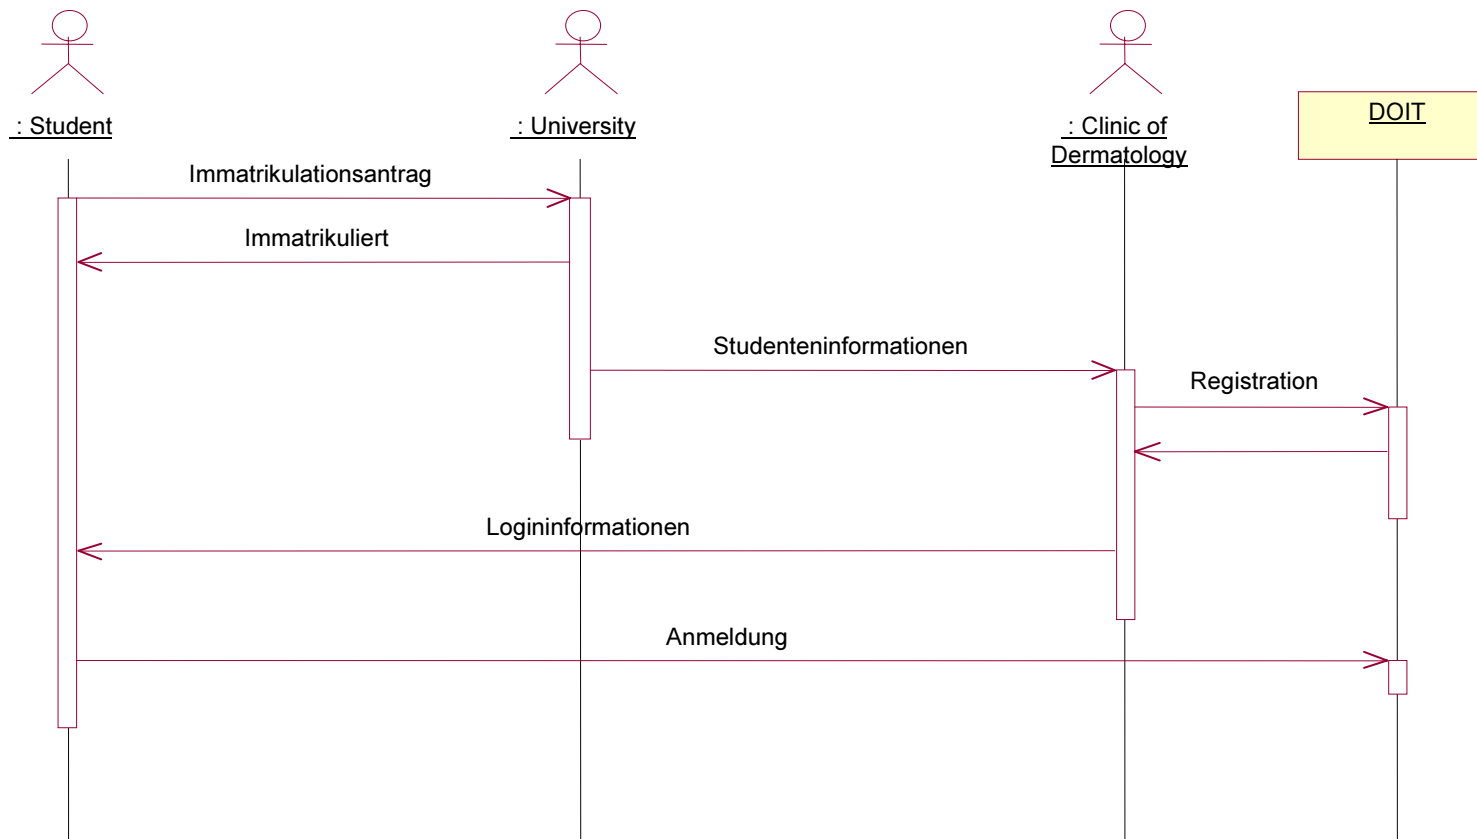 : Student
: University
: Clinic of
Dermatology
DOIT
Immatrikulationsantrag
Immatrikuliert
Studenteninformationen
Registration
Logininformationen
Anmeldung